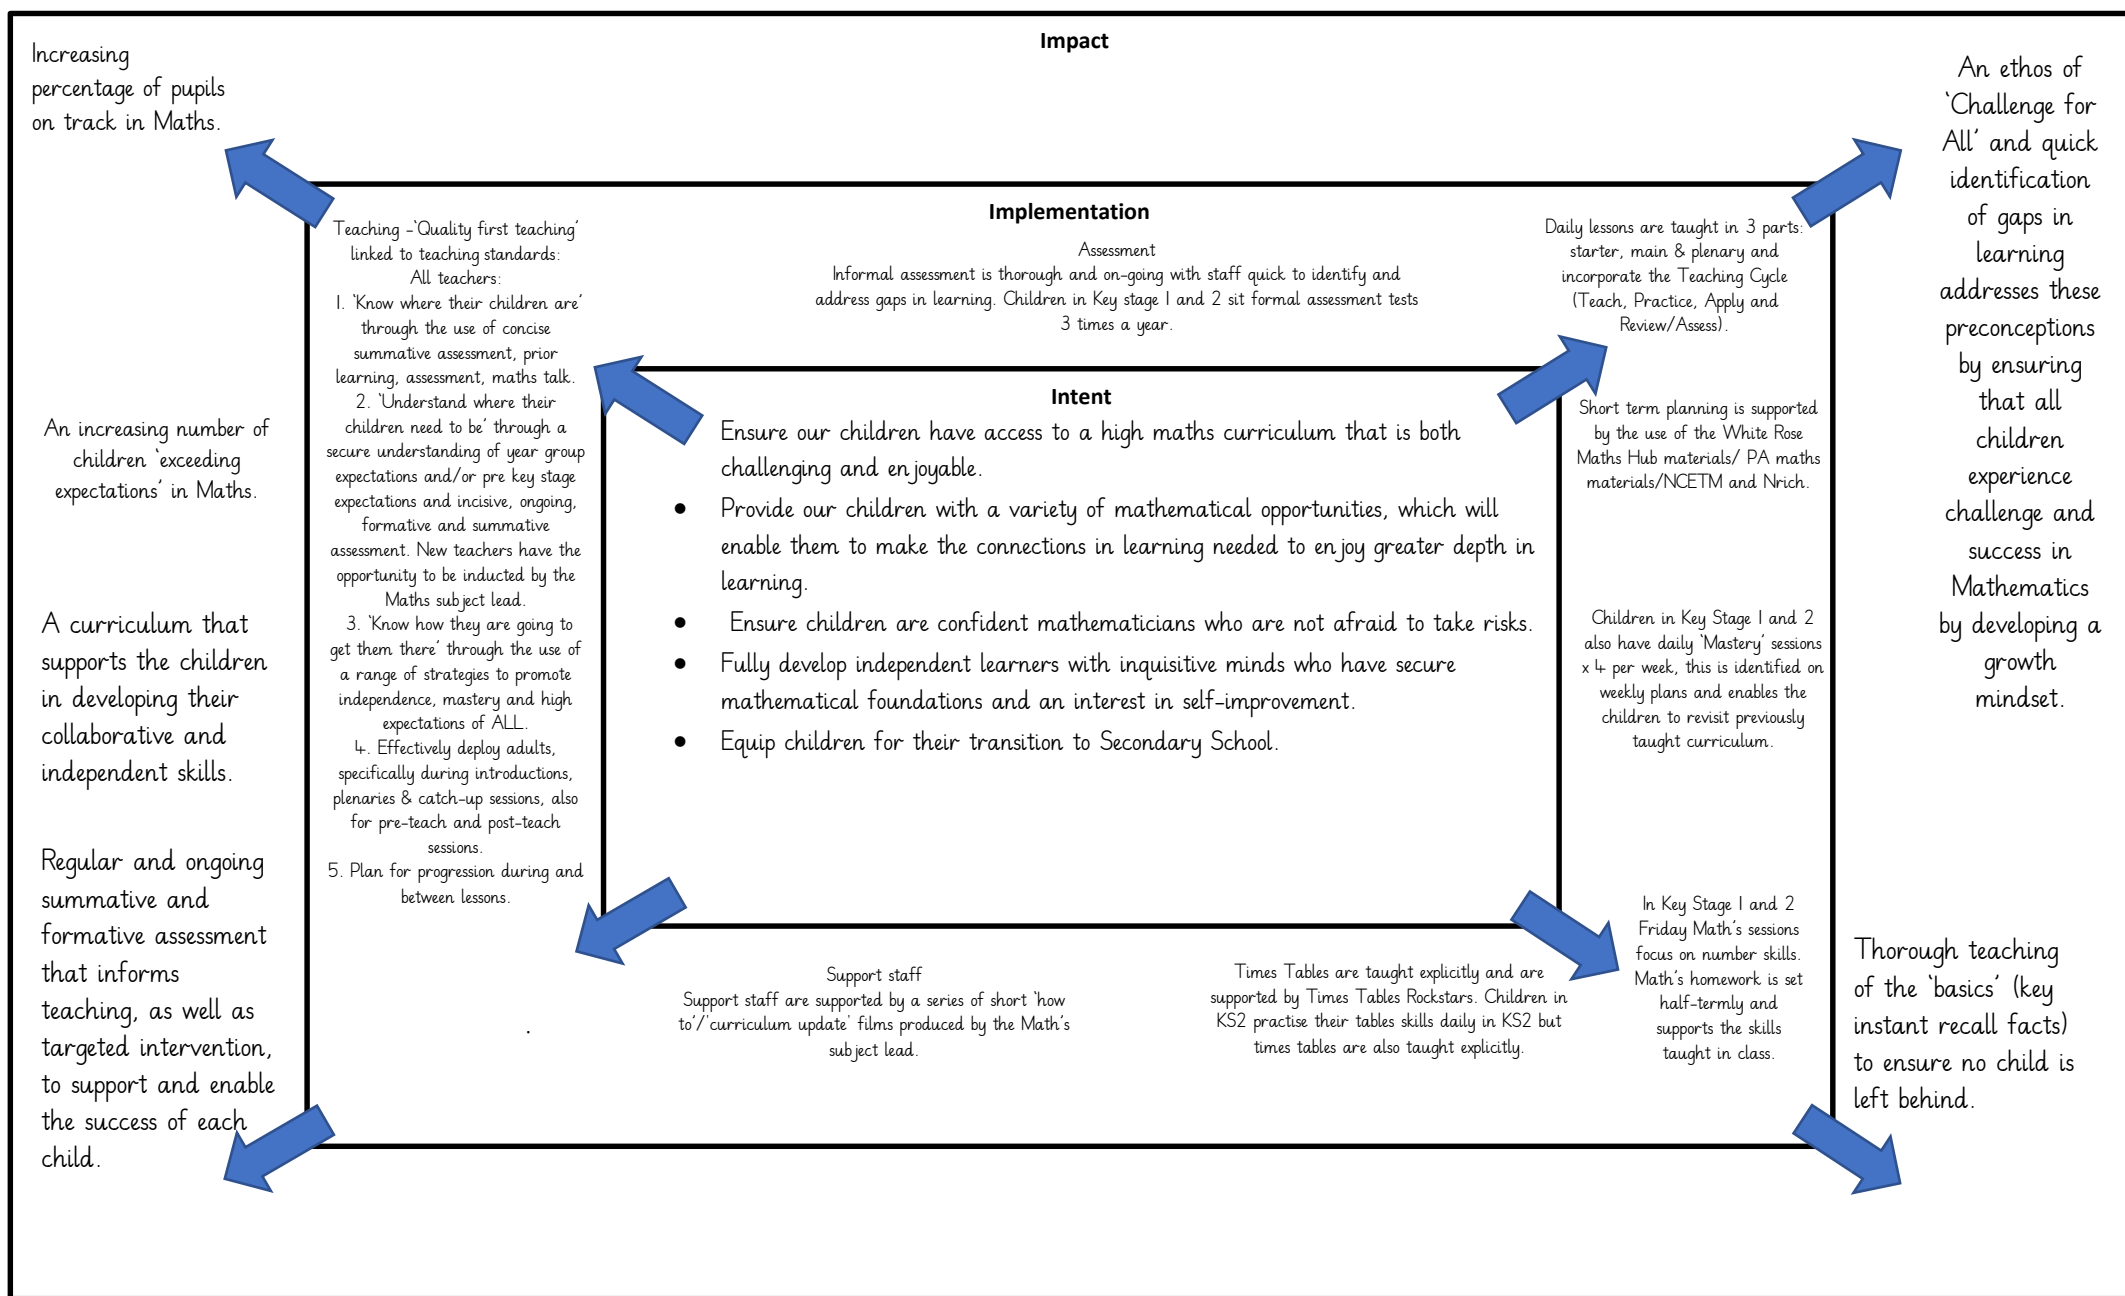 Impact
Increasing
percentage of pupils
on track in Maths.
An increasing number of
children ‘exceeding
expectations’ in Maths.
A curriculum that
supports the children
in developing their
collaborative and
independent skills.
Regular and ongoing
summative and
formative assessment
that informs
teaching, as well as
targeted intervention,
to support and enable
the success of each
child.
Implementation
Teaching -‘Quality first teaching’
linked to teaching standards:
All teachers:
1. ‘Know where their children are’
through the use of concise
summative assessment, prior
learning, assessment, maths talk.
2. ‘Understand where their
children need to be’ through a
secure understanding of year group
expectations and/or pre key stage
expectations and incisive, ongoing,
formative and summative
assessment. New teachers have the
opportunity to be inducted by the
Maths subject lead.
3. ‘Know how they are going to
get them there’ through the use of
a range of strategies to promote
independence, mastery and high
expectations of ALL.
4. Effectively deploy adults,
specifically during introductions,
plenaries & catch-up sessions, also
for pre-teach and post-teach
sessions.
5. Plan for progression during and
between lessons.
.
Assessment
Informal assessment is thorough and on-going with staff quick to identify and
address gaps in learning. Children in Key stage 1 and 2 sit formal assessment tests
3 times a year.
Intent
Ensure our children have access to a high maths curriculum that is both
challenging and enjoyable.
• Provide our children with a variety of mathematical opportunities, which will
enable them to make the connections in learning needed to enjoy greater depth in
learning.
• Ensure children are confident mathematicians who are not afraid to take risks.
• Fully develop independent learners with inquisitive minds who have secure
mathematical foundations and an interest in self-improvement.
• Equip children for their transition to Secondary School.
Support staff
Support staff are supported by a series of short ‘how
to’/‘curriculum update’ films produced by the Math’s
subject lead.
Times Tables are taught explicitly and are
supported by Times Tables Rockstars. Children in
KS2 practise their tables skills daily in KS2 but
times tables are also taught explicitly.
Daily lessons are taught in 3 parts:
starter, main & plenary and
incorporate the Teaching Cycle
(Teach, Practice, Apply and
Review/Assess).
Short term planning is supported
by the use of the White Rose
Maths Hub materials/ PA maths
materials/NCETM and Nrich.
Children in Key Stage 1 and 2
also have daily ‘Mastery’ sessions
x 4 per week, this is identified on
weekly plans and enables the
children to revisit previously
taught curriculum.
In Key Stage 1 and 2
Friday Math’s sessions
focus on number skills.
Math’s homework is set
half-termly and
supports the skills
taught in class.
An ethos of
‘Challenge for
All’ and quick
identification
of gaps in
learning
addresses these
preconceptions
by ensuring
that all
children
experience
challenge and
success in
Mathematics
by developing a
growth
mindset.
Thorough teaching
of the ‘basics’ (key
instant recall facts)
to ensure no child is
left behind.